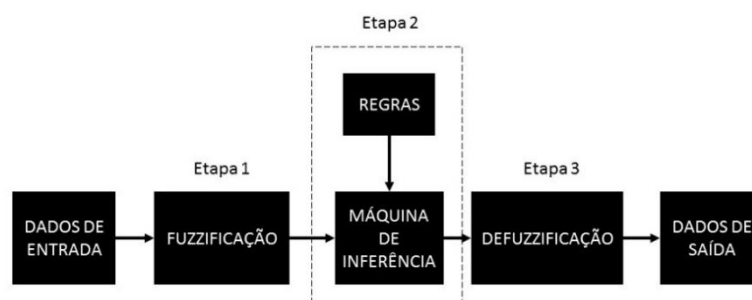 Etapa 2
REGRAS
Etapa 1
Etapa 3
DADOS DE
ENTRADA
FUZZIFICAÇÃO
MÁQUINA
DE
INFERÊNCIA
DEFUZZIFICAÇÃO
DADOS DE
SAÍDA